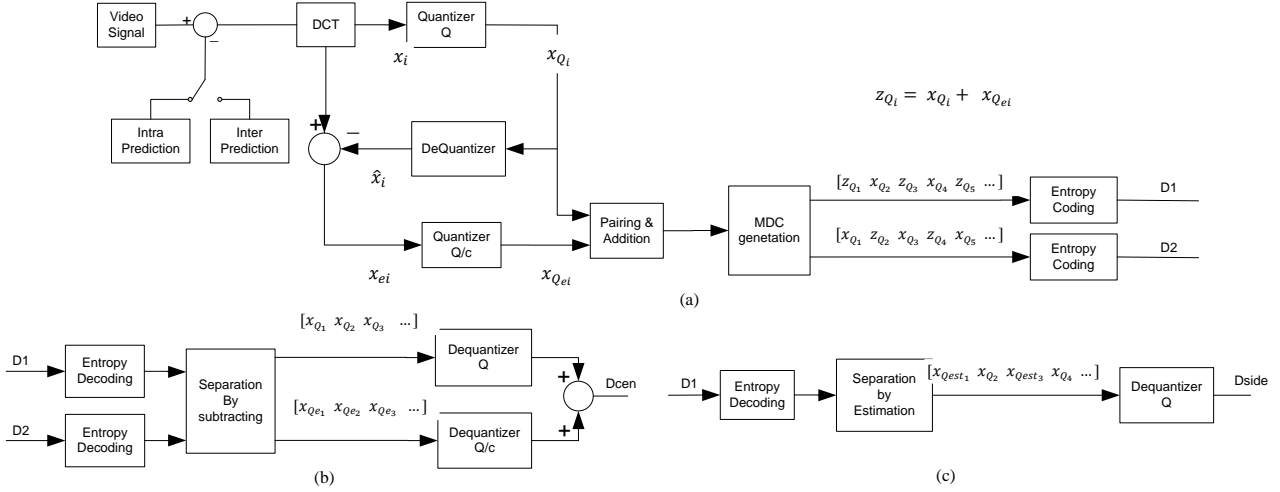 Video
Signal
+
−
DCT
Quantizer
Q
x_i
x_{Q_i}
z_{Q_i} = x_{Q_i} + x_{Q_{ei}}
Intra
Prediction
Inter
Prediction
+
−
DeQuantizer
x̂_i
Quantizer
Q/c
x_{ei}
x_{Q_{ei}}
Pairing &
Addition
MDC
genetation
[z_{Q_1} x_{Q_2} z_{Q_3} x_{Q_4} z_{Q_5} ...]
[x_{Q_1} z_{Q_2} x_{Q_3} z_{Q_4} x_{Q_5} ...]
Entropy
Coding
D1
Entropy
Coding
D2
(a)
D1
Entropy
Decoding
D2
Entropy
Decoding
Separation
By
subtracting
[x_{Q_1} x_{Q_2} x_{Q_3} ...]
[x_{Qe_1} x_{Qe_2} x_{Qe_3} ...]
Dequantizer
Q
Dequantizer
Q/c
+
+
Dcen
(b)
D1
Entropy
Decoding
Separation
by
Estimation
[x_{Qest_1} x_{Q_2} x_{Qest_3} x_{Q_4} ...]
Dequantizer
Q
Dside
(c)